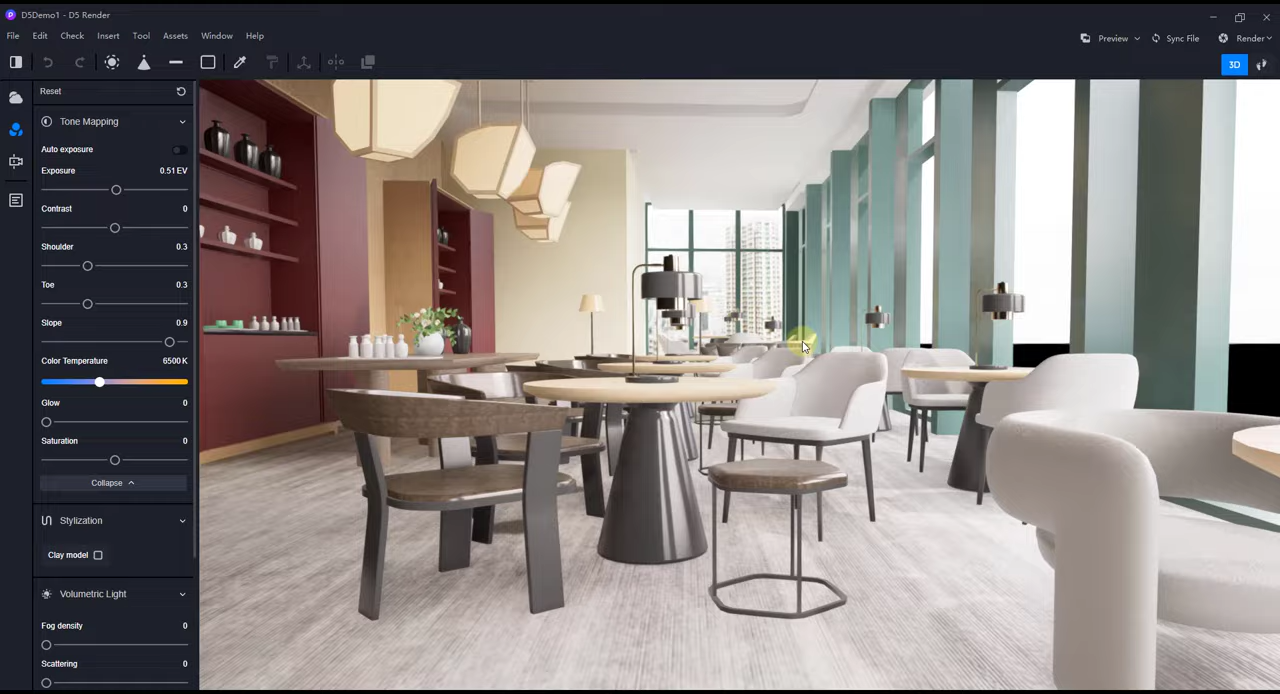 D5Demo1 - D5 Render
File Edit Check Insert Tool Assets Window Help
Preview Sync File Render
3D
Reset
Tone Mapping
Auto exposure
Exposure 0.51 EV
Contrast 0
Shoulder 0.3
Toe 0.3
Slope 0.9
Color Temperature 6500 K
Glow 0
Saturation 0
Collapse
Stylization
Clay model
Volumetric Light
Fog density 0
Scattering 0